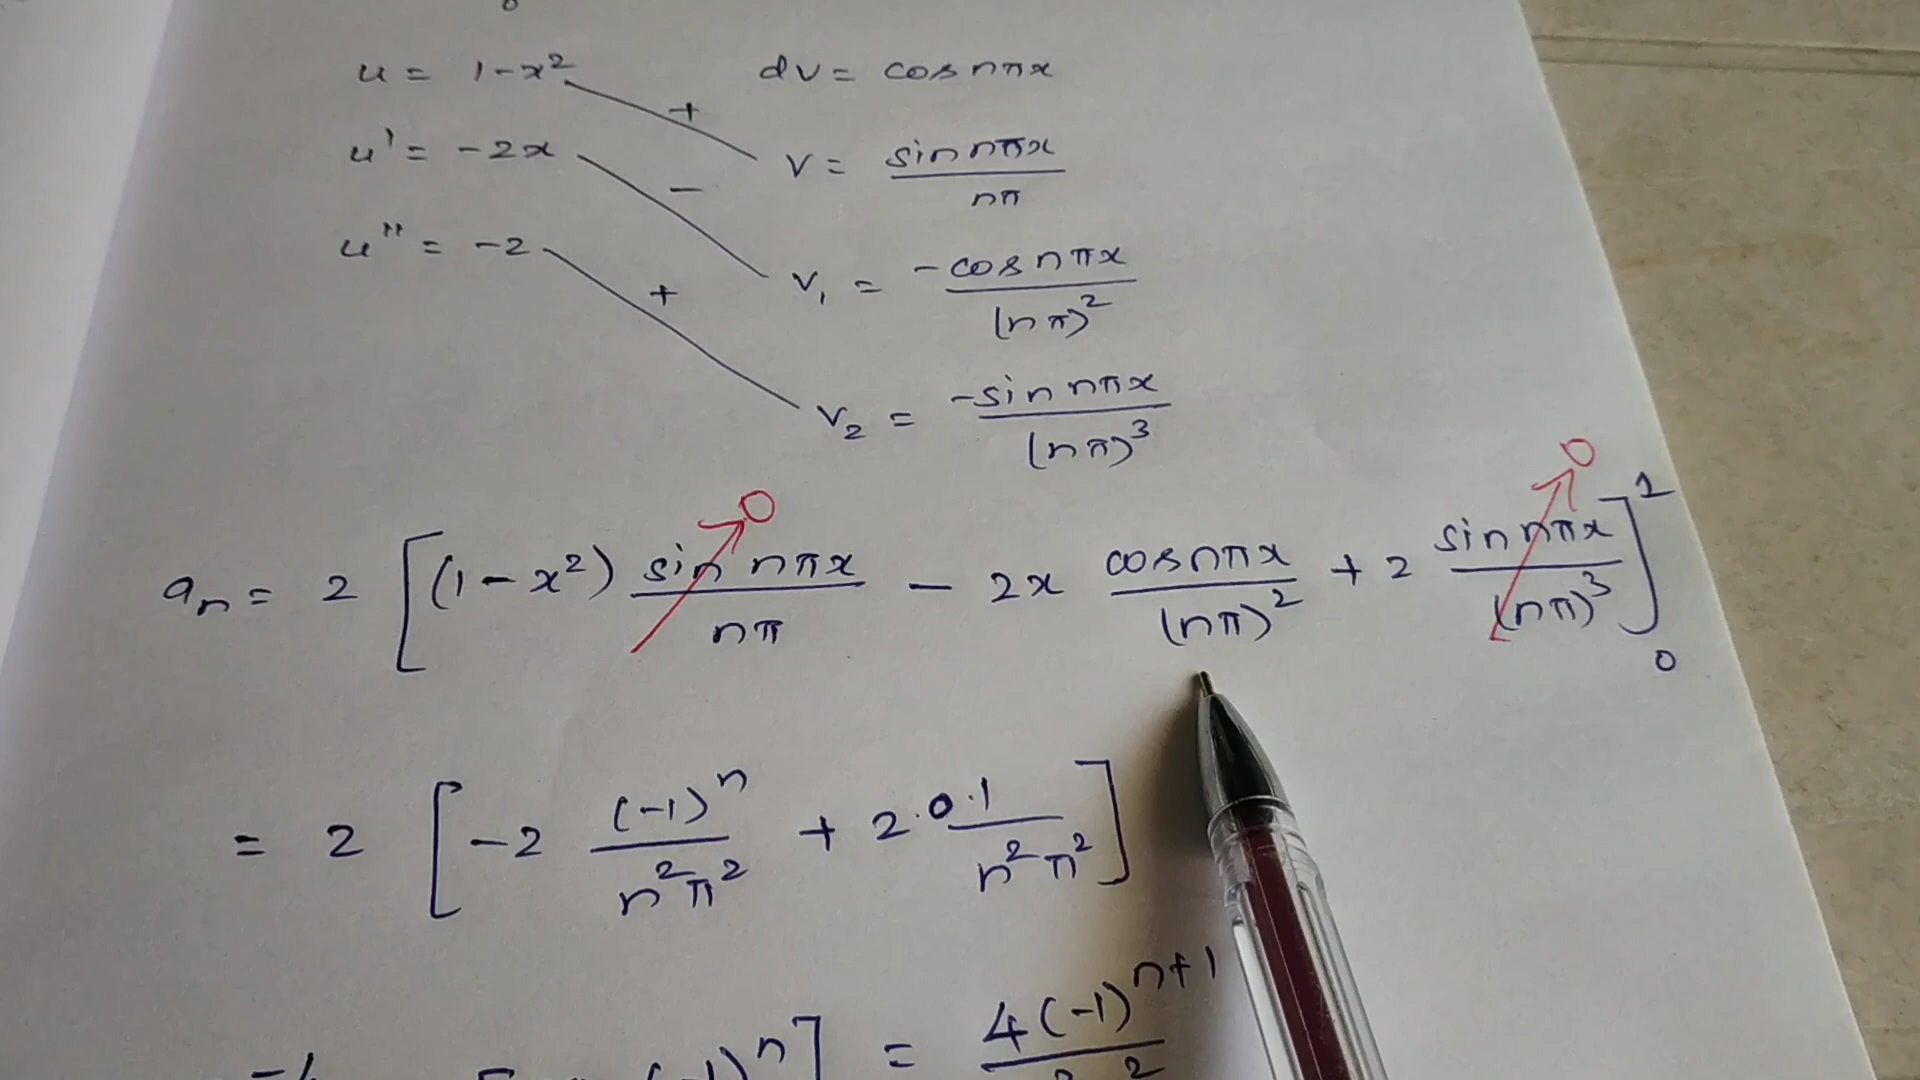 u = 1-x² dv = cos nπx
+
u' = -2x v = sin nπx / nπ
-
u" = -2 v₁ = -cos nπx / (nπ)²
+
v₂ = -sin nπx / (nπ)³
0 0
aₙ = 2 [(1-x²) sin nπx / nπ - 2x cos nπx / (nπ)² + 2 sin nπx / (nπ)³]₀¹
= 2 [-2 (-1)ⁿ / n²π² + 2.0.1 / n²π²]
(-1)ⁿ] = 4(-1)ⁿ⁺¹